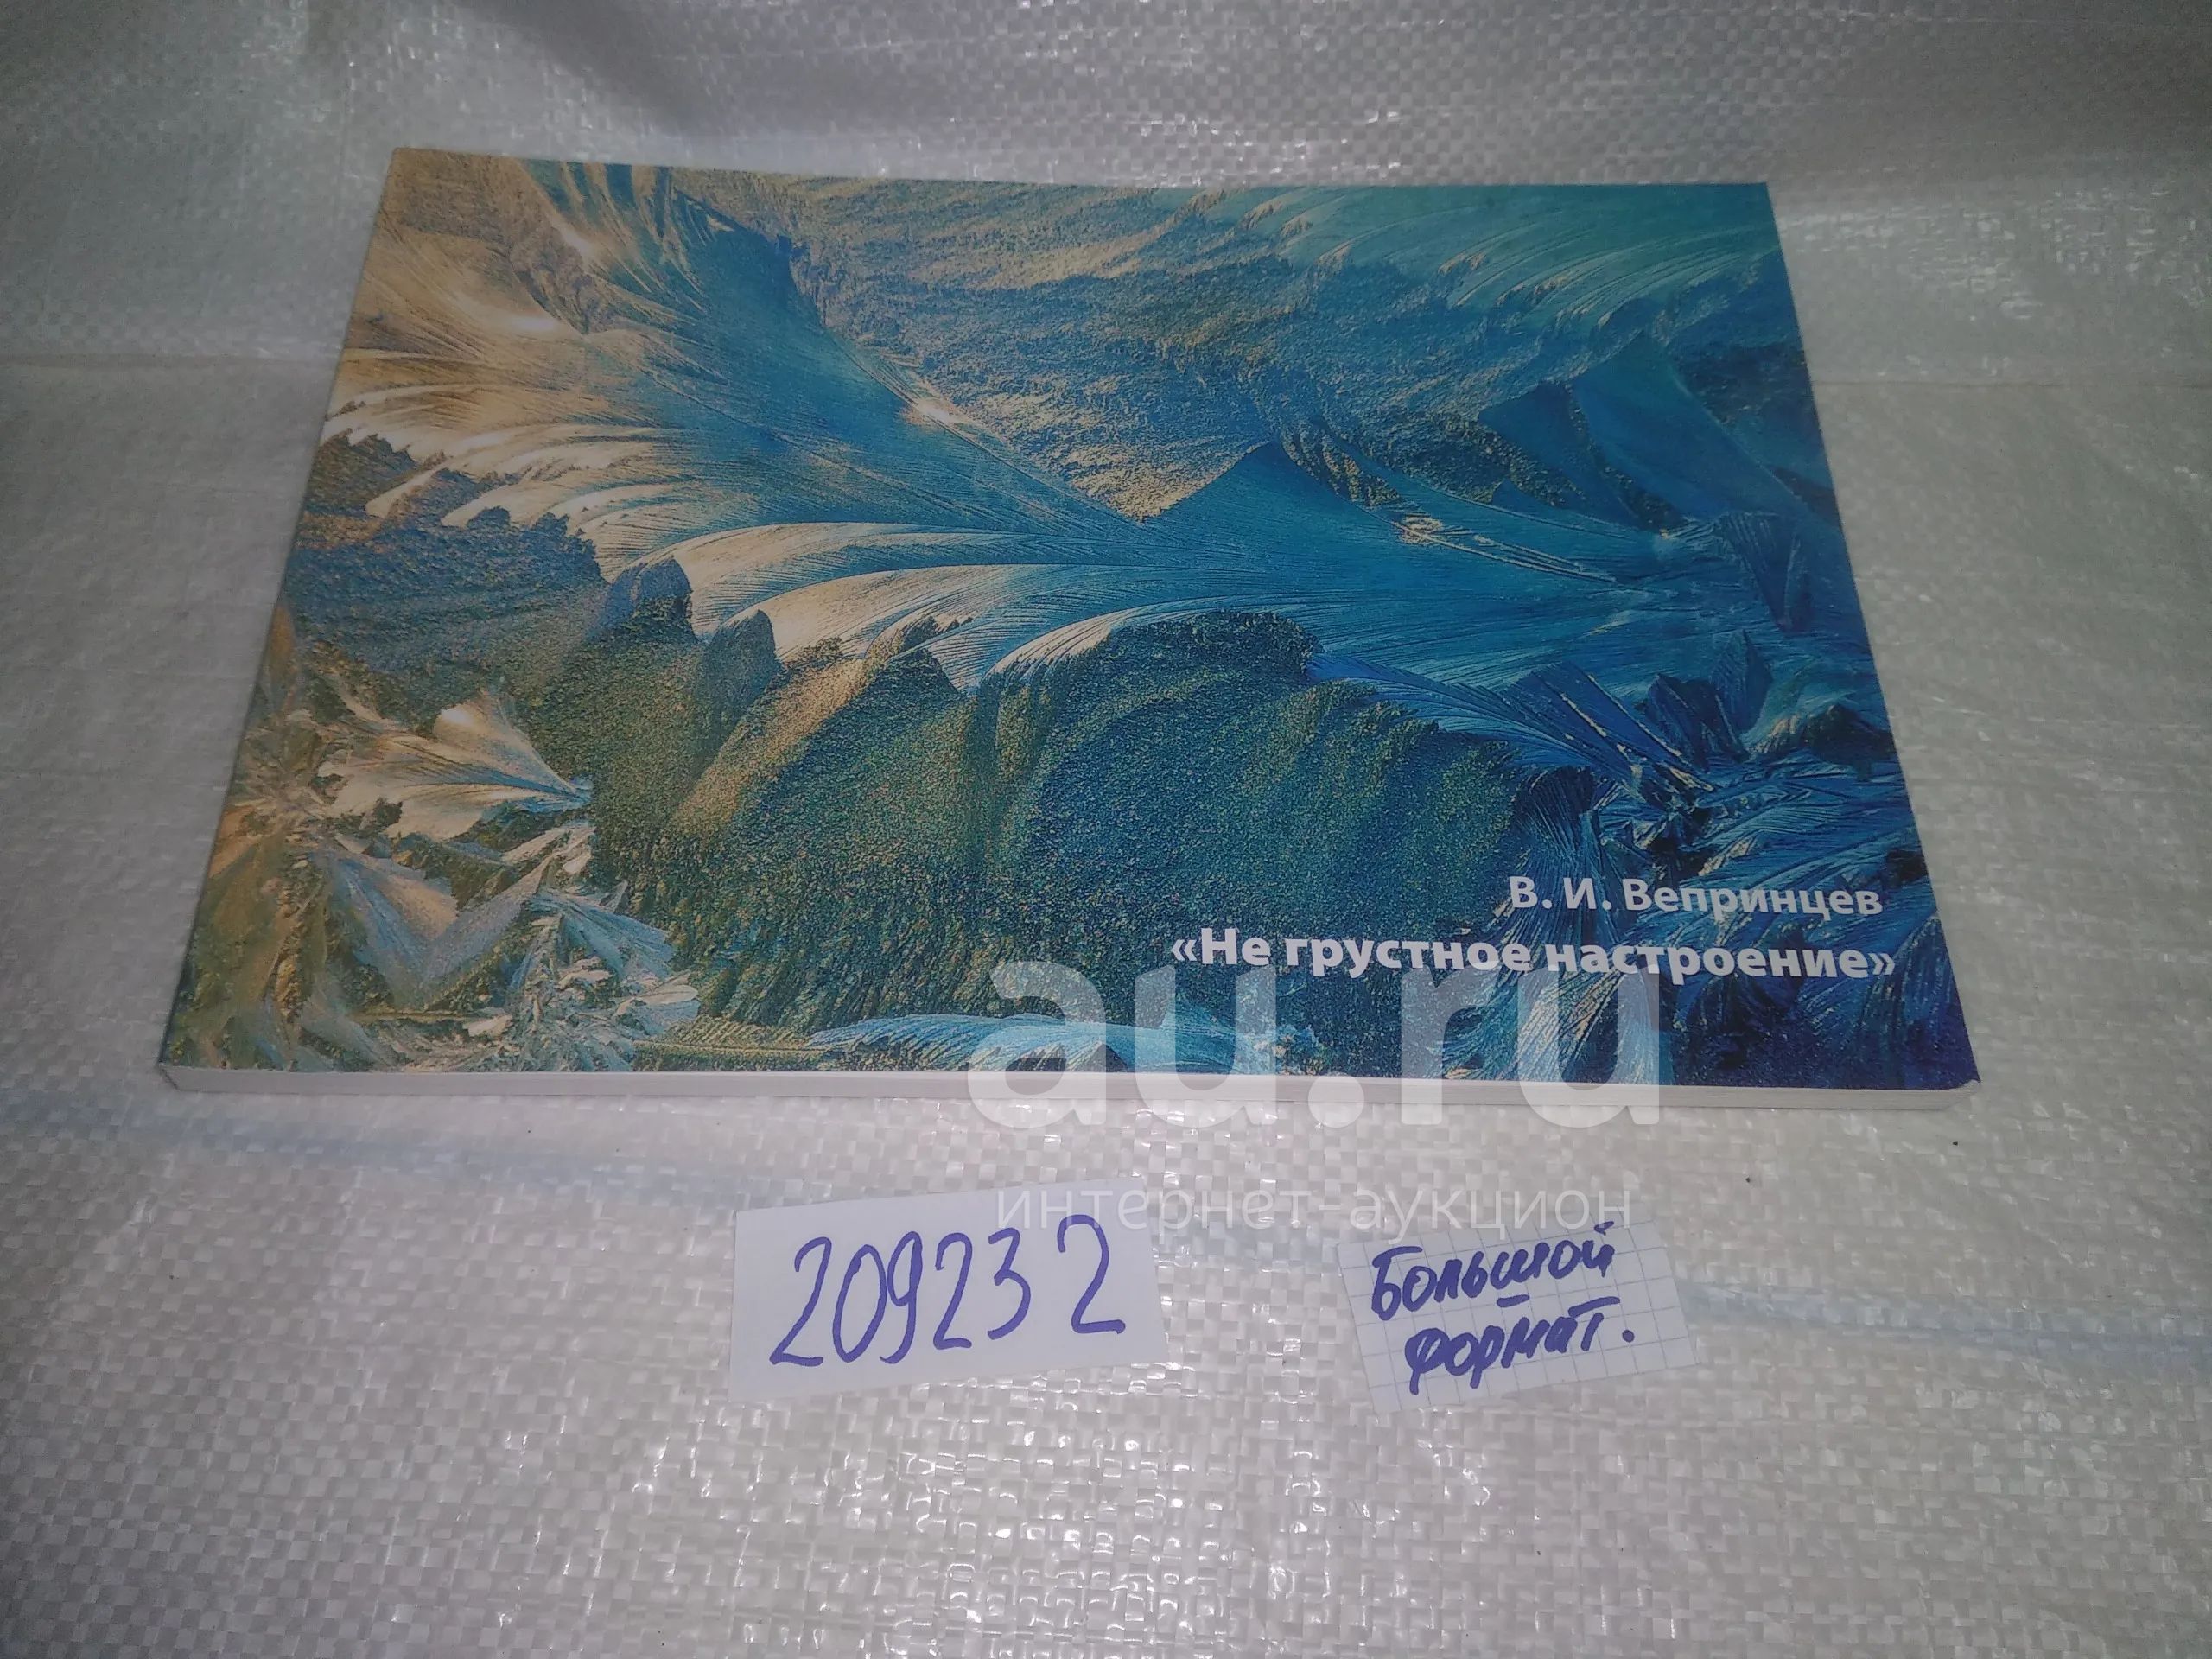 В. И. Вепринцев
«Не грустное настроение»
au.ru
интернет-аукцион
209232
Большой
формат.